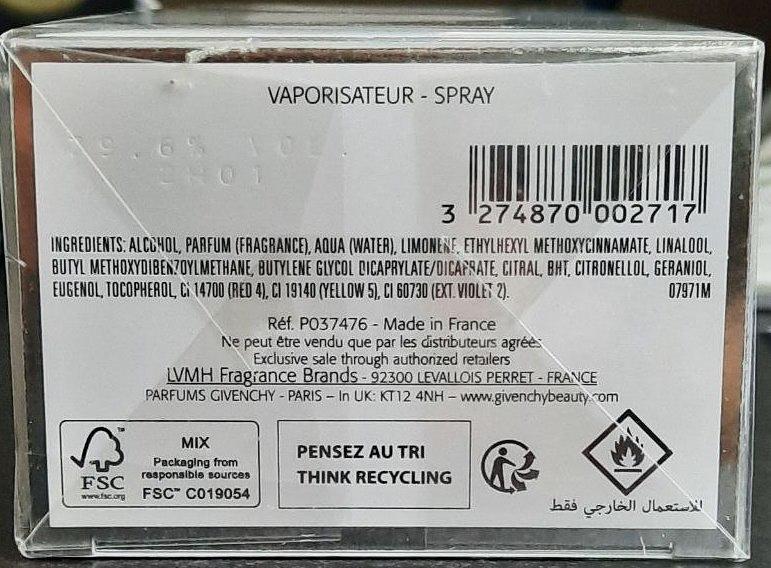 VAPORISATEUR - SPRAY
3 274870 002717
INGREDIENTS: ALCOHOL, PARFUM (FRAGRANCE), AQUA (WATER), LIMONENE, ETHYLHEXYL METHOXYCINNAMATE, LINALOOL,
BUTYL METHOXYDIBENZOYLMETHANE, BUTYLENE GLYCOL DICAPRYLATE/DICAPRATE, CITRAL, BHT, CITRONELLOL, GERANIOL,
EUGENOL, TOCOPHEROL, CI 14700 (RED 4), CI 19140 (YELLOW 5), CI 60730 (EXT. VIOLET 2). 07971M
Réf. P037476 - Made in France
Ne peut être vendu que par les distributeurs agréés
Exclusive sale through authorized retailers
LVMH Fragrance Brands - 92300 LEVALLOIS PERRET - FRANCE
PARFUMS GIVENCHY - PARIS – In UK: KT12 4NH – www.givenchybeauty.com
FSC™
www.fsc.org
MIX
Packaging from
responsible sources
FSC™ C019054
PENSEZ AU TRI
THINK RECYCLING
للاستعمال الخارجي فقط